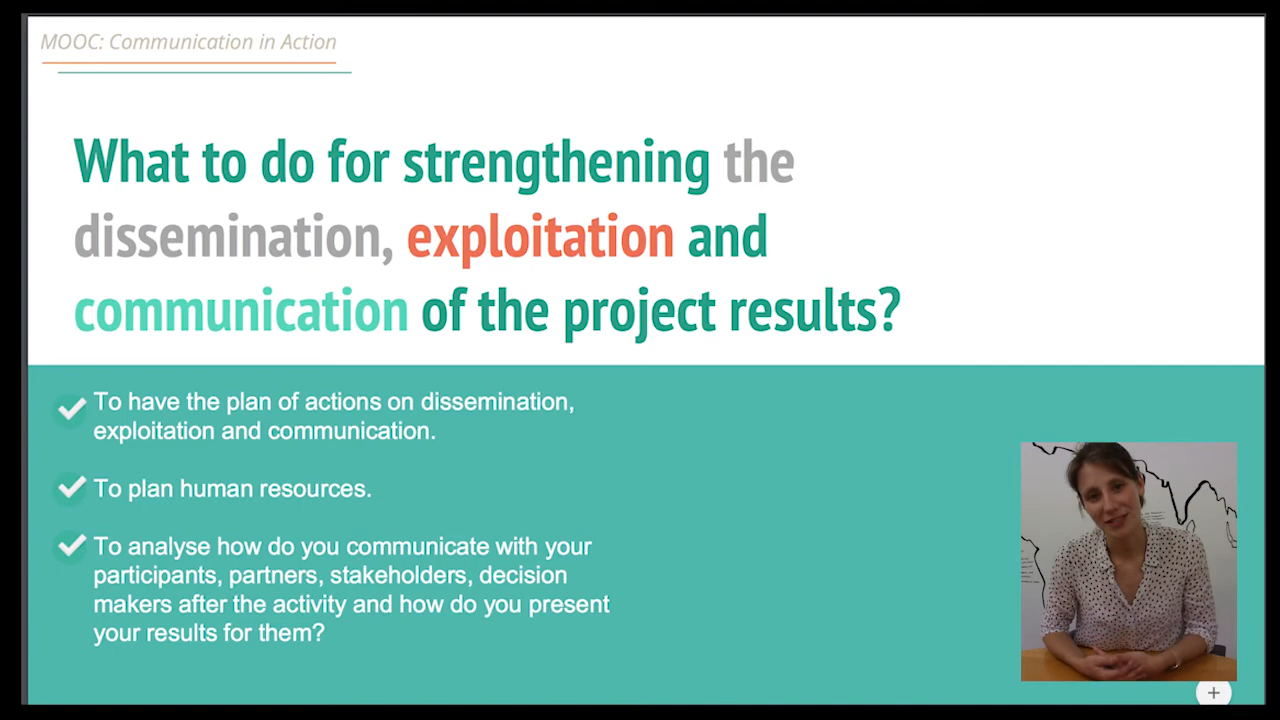 MOOC: Communication in Action
What to do for strengthening the
dissemination, exploitation and
communication of the project results?
To have the plan of actions on dissemination,
exploitation and communication.
To plan human resources.
To analyse how do you communicate with your
participants, partners, stakeholders, decision
makers after the activity and how do you present
your results for them?